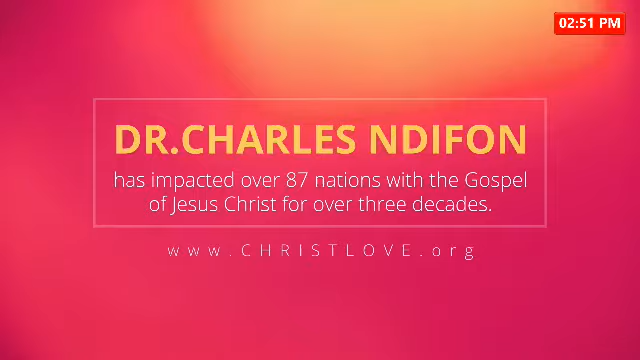 02:51 PM
DR.CHARLES NDIFON
has impacted over 87 nations with the Gospel
of Jesus Christ for over three decades.
www.CHRISTLOVE.org